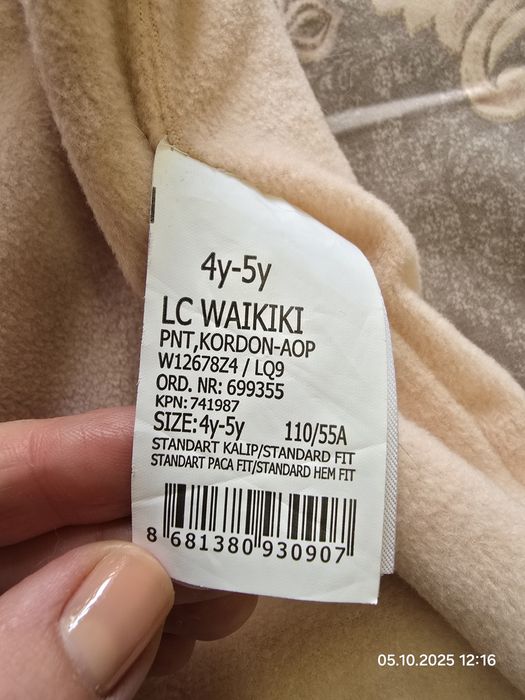 4y-5y
LC WAIKIKI
PNT,KORDON-AOP
W12678Z4 / LQ9
ORD. NR: 699355
KPN: 741987
SIZE: 4y-5y 110/55A
STANDART KALIP/STANDARD FIT
STANDART PACA FIT/STANDARD HEM FIT
8 681380 930907
05.10.2025 12:16